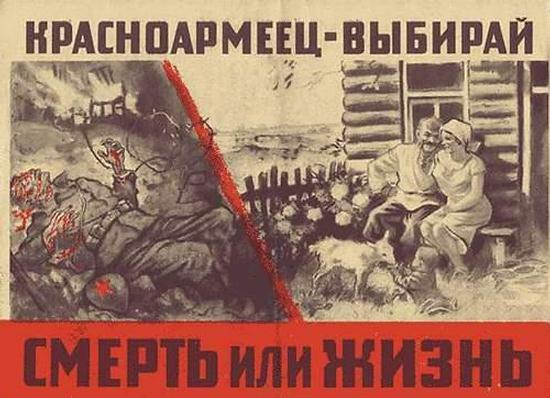 КРАСНОАРМЕЕЦ-ВЫБИРАЙ
СМЕРТЬ ИЛИ ЖИЗНЬ